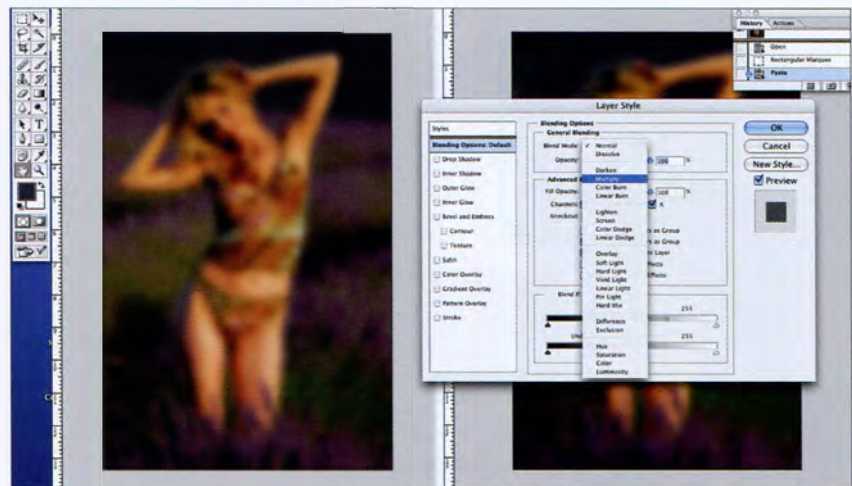 History
Actions
Open
Rectangular Marquee
Paste
Layer Style
Styles
Blending Options: Default
Drop Shadow
Inner Shadow
Outer Glow
Inner Glow
Bevel and Emboss
Contour
Texture
Satin
Color Overlay
Gradient Overlay
Pattern Overlay
Stroke
Blending Options
General Blending
Blend Mode:
Normal
Dissolve
Darken
Multiply
Color Burn
Linear Burn
Lighten
Screen
Color Dodge
Linear Dodge
Overlay
Soft Light
Hard Light
Vivid Light
Linear Light
Pin Light
Hard Mix
Difference
Exclusion
Hue
Saturation
Color
Luminosity
Opacity:
100 %
Advanced
Fill Opacity:
100 %
Channels:
K
Knockout
as Group
as Group
Layer
Effects
Effects
Blend If
255
255
OK
Cancel
New Style...
Preview